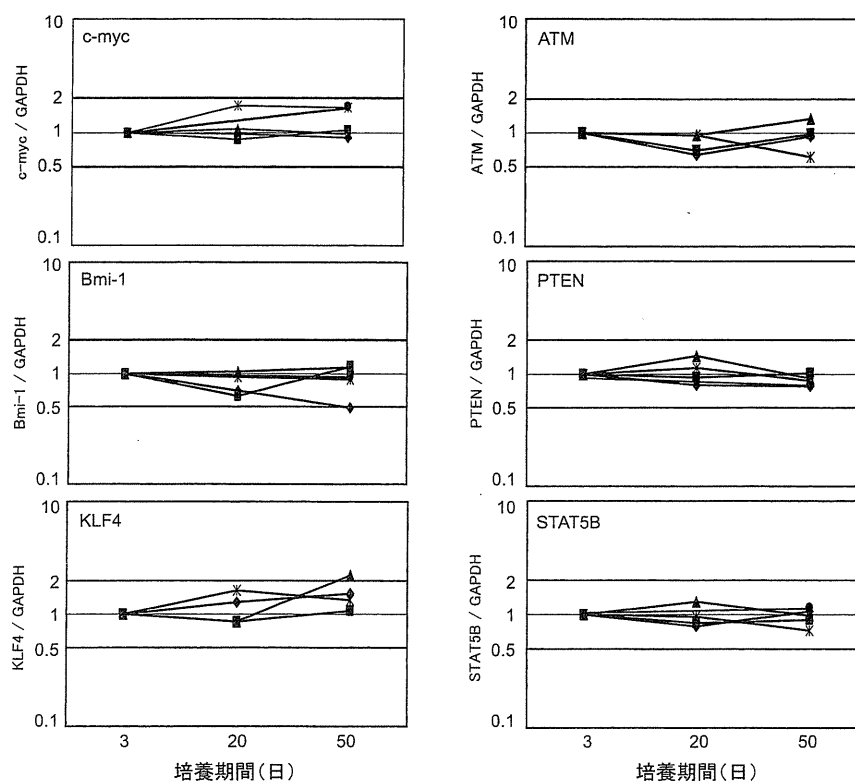 c-myc
10
2
1
0.5
0.1
c-myc / GAPDH
ATM
10
2
1
0.5
0.1
ATM / GAPDH
Bmi-1
10
2
1
0.5
0.1
Bmi-1 / GAPDH
PTEN
10
2
1
0.5
0.1
PTEN / GAPDH
KLF4
10
2
1
0.5
0.1
KLF4 / GAPDH
3
20
50
培養期間(日)
STAT5B
10
2
1
0.5
0.1
STAT5B / GAPDH
3
20
50
培養期間(日)